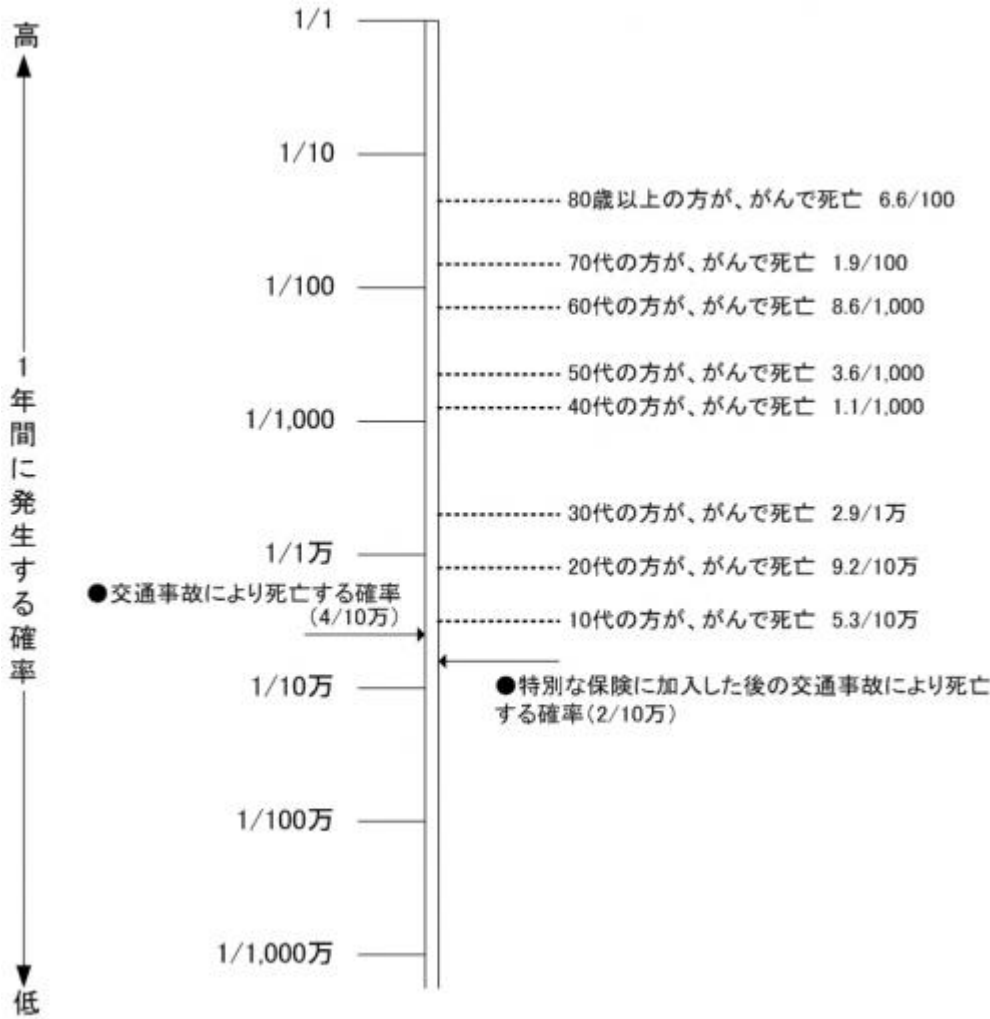 高
1年間に発生する確率
低
1/1
1/10
1/100
1/1,000
1/1万
●交通事故により死亡する確率
(4/10万)
1/10万
1/100万
1/1,000万
80歳以上の方が、がんで死亡 6.6/100
70代の方が、がんで死亡 1.9/100
60代の方が、がんで死亡 8.6/1,000
50代の方が、がんで死亡 3.6/1,000
40代の方が、がんで死亡 1.1/1,000
30代の方が、がんで死亡 2.9/1万
20代の方が、がんで死亡 9.2/10万
10代の方が、がんで死亡 5.3/10万
●特別な保険に加入した後の交通事故により死亡
する確率(2/10万)